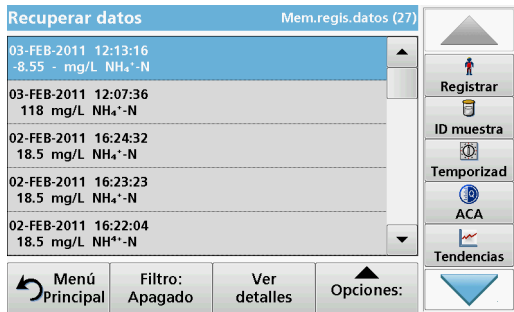 Recuperar datos
Mem.regis.datos (27)
03-FEB-2011 12:13:16
-8.55 - mg/L NH₄⁺-N
03-FEB-2011 12:07:36
118 mg/L NH₄⁺-N
02-FEB-2011 16:24:32
18.5 mg/L NH₄⁺-N
02-FEB-2011 16:23:23
18.5 mg/L NH₄⁺-N
02-FEB-2011 16:22:04
18.5 mg/L NH⁴⁺-N
Registrar
ID muestra
Temporizad
ACA
Tendencias
Menú
Principal
Filtro:
Apagado
Ver
detalles
Opciones: